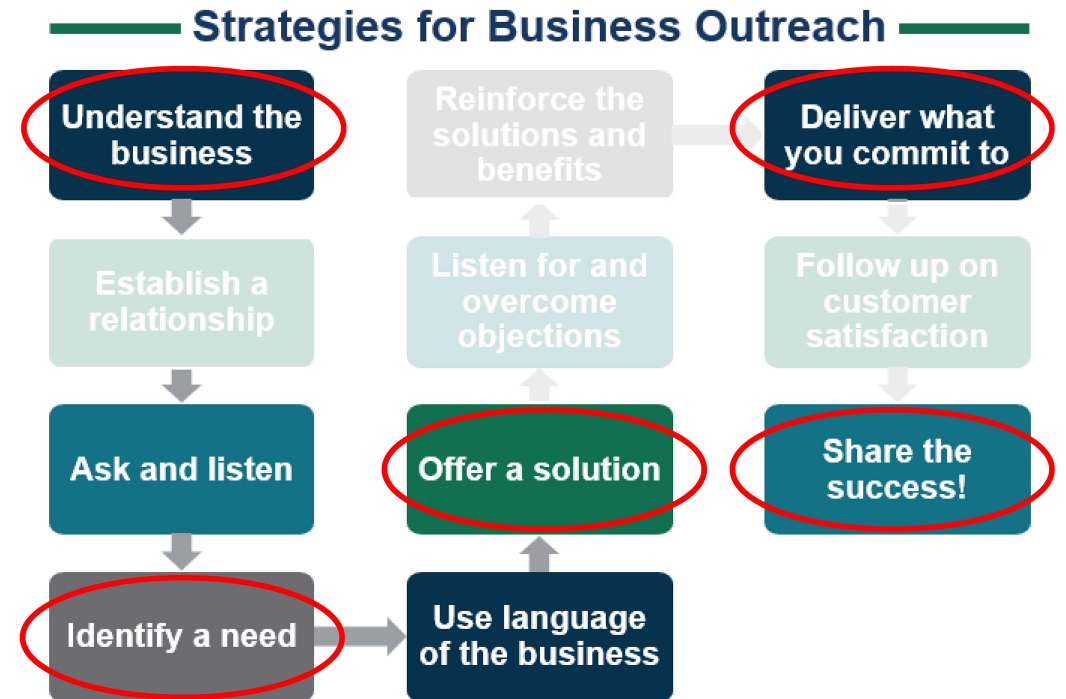 Strategies for Business Outreach
Understand the
business
Establish a
relationship
Ask and listen
Identify a need
Use language
of the business
Offer a solution
Listen for and
overcome
objections
Reinforce the
solutions and
benefits
Deliver what
you commit to
Follow up on
customer
satisfaction
Share the
success!